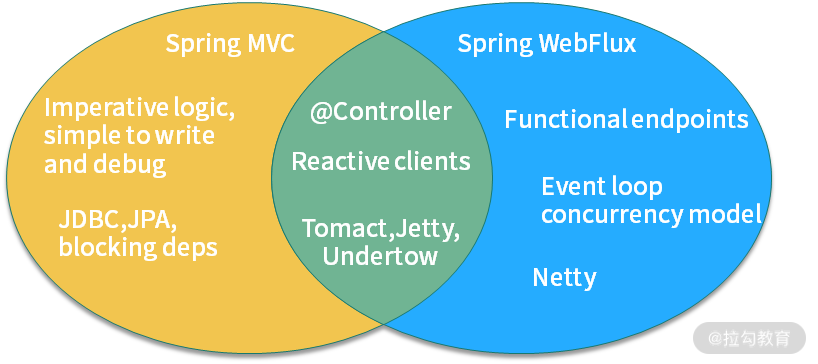 Spring MVC
Imperative logic,
simple to write
and debug
JDBC,JPA,
blocking deps
@Controller
Reactive clients
Tomact,Jetty,
Undertow
Spring WebFlux
Functional endpoints
Event loop
concurrency model
Netty
@拉勾教育